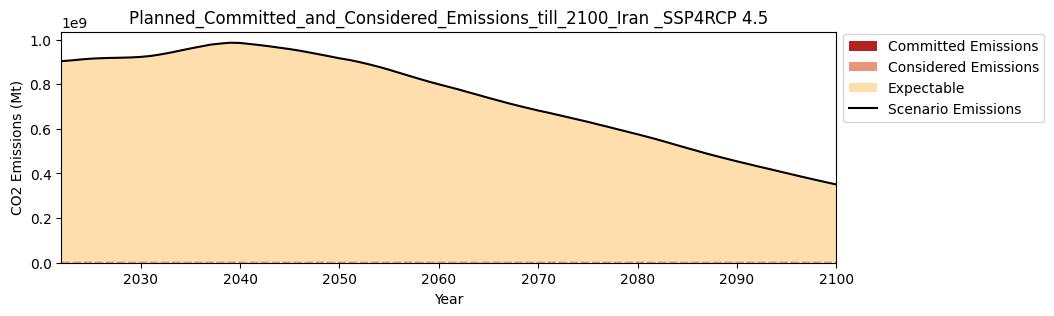 Planned_Committed_and_Considered_Emissions_till_2100_Iran _SSP4RCP 4.5
1e9
1.0
0.8
0.6
0.4
0.2
0.0
CO2 Emissions (Mt)
2030 2040 2050 2060 2070 2080 2090 2100
Year
Committed Emissions
Considered Emissions
Expectable
Scenario Emissions